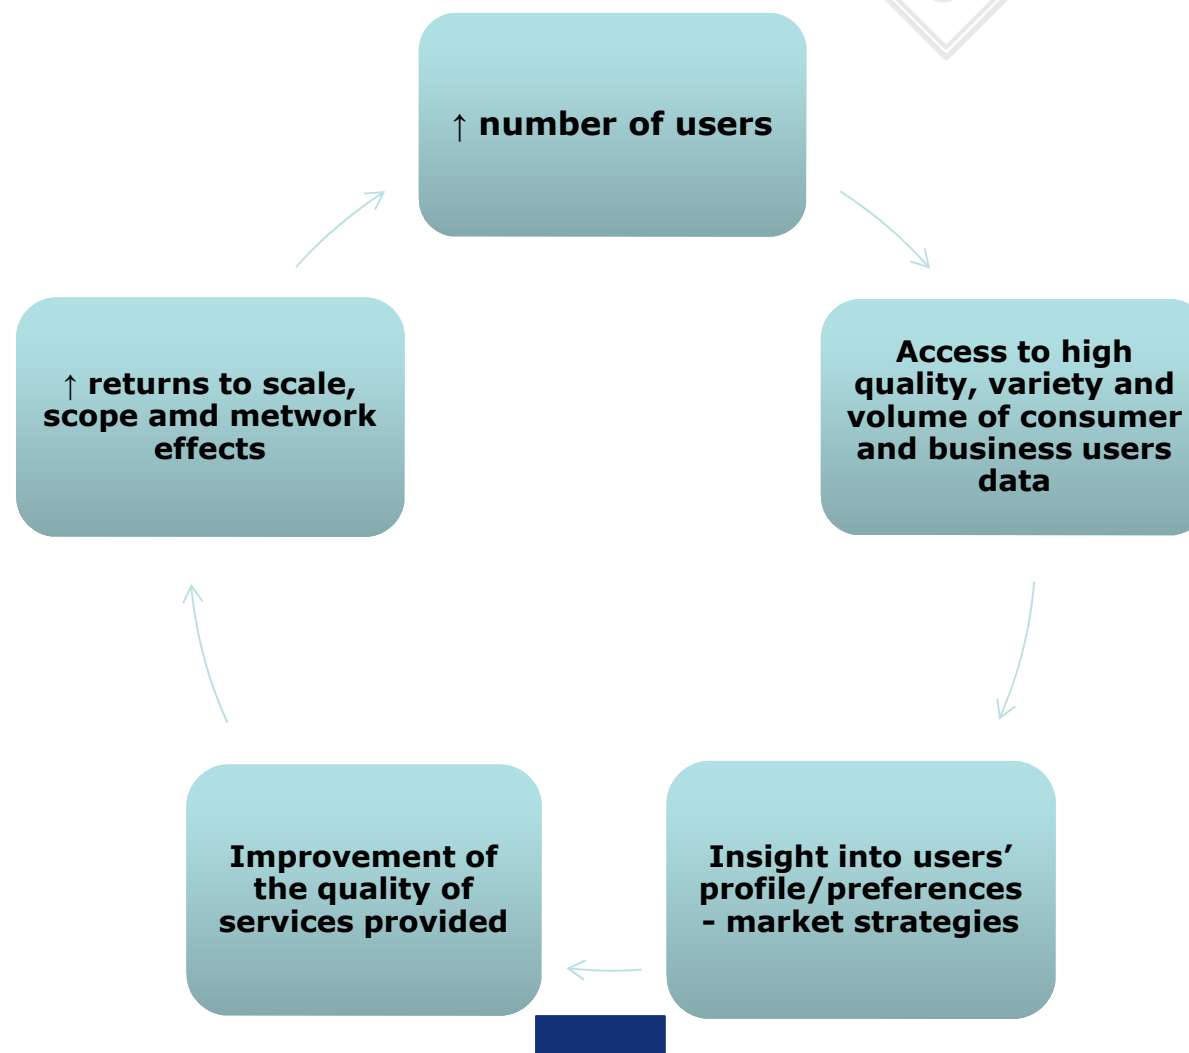 ↑ number of users
Access to high
quality, variety and
volume of consumer
and business users
data
Insight into users’
profile/preferences
- market strategies
Improvement of
the quality of
services provided
↑ returns to scale,
scope amd metwork
effects